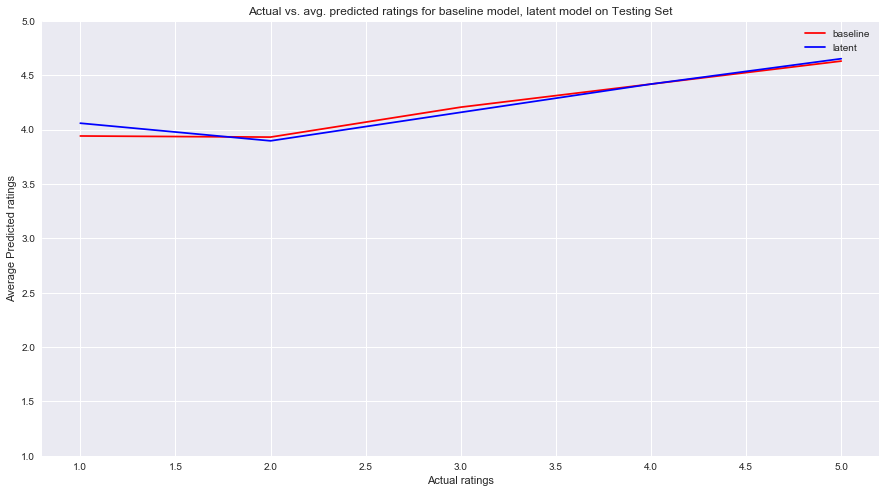 Actual vs. avg. predicted ratings for baseline model, latent model on Testing Set
baseline
latent
Average Predicted ratings
5.0
4.5
4.0
3.5
3.0
2.5
2.0
1.5
1.0
1.0 1.5 2.0 2.5 3.0 3.5 4.0 4.5 5.0
Actual ratings